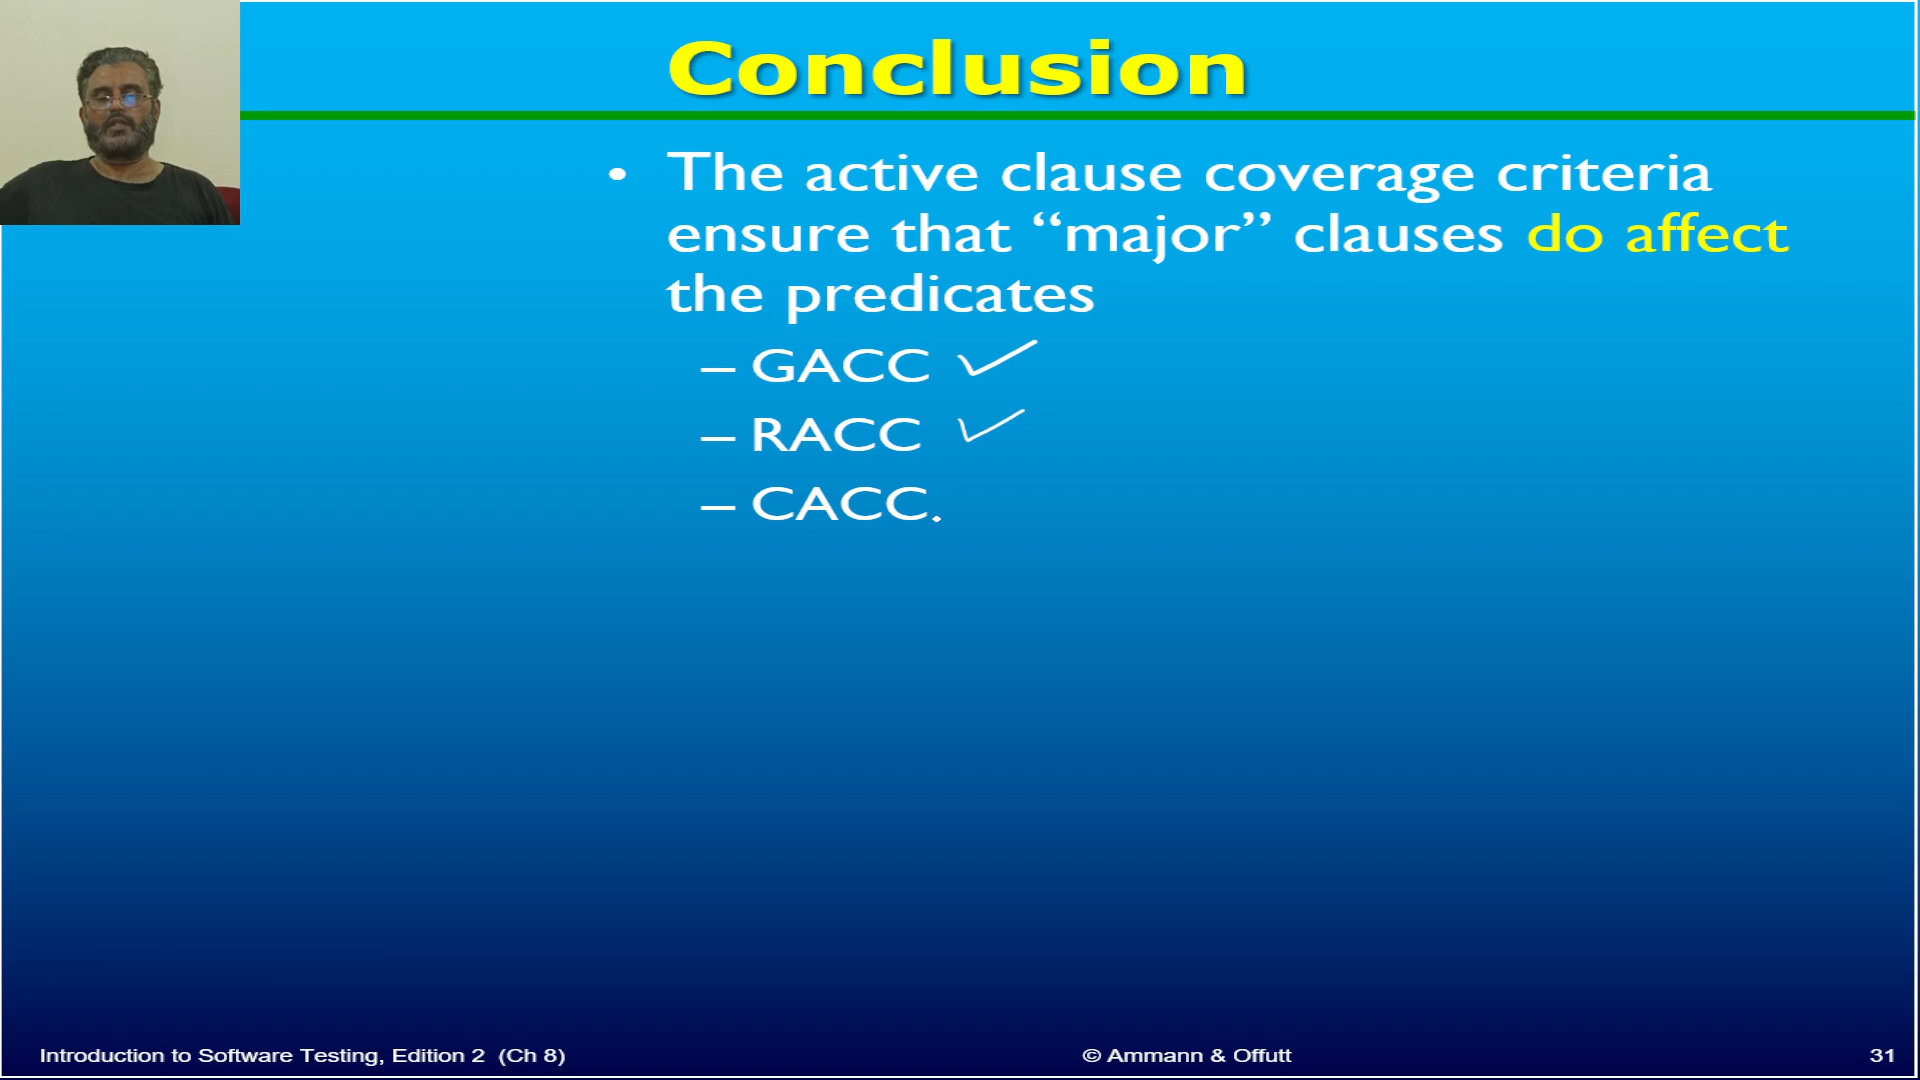 Conclusion
• The active clause coverage criteria
ensure that “major” clauses do affect
the predicates
– GACC ✓
– RACC ✓
– CACC.
Introduction to Software Testing, Edition 2 (Ch 8)
© Ammann & Offutt
31